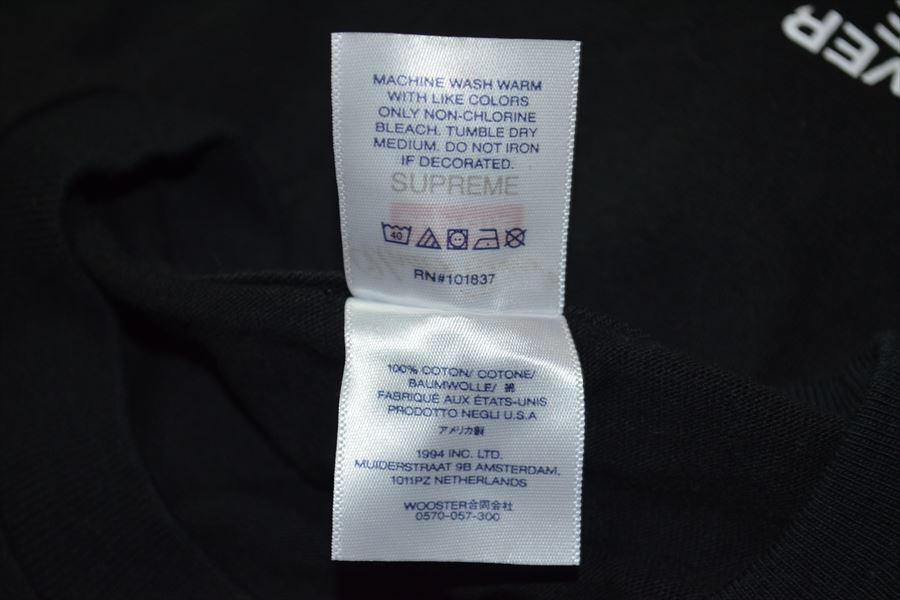 VER
MACHINE WASH WARM
WITH LIKE COLORS
ONLY NON-CHLORINE
BLEACH. TUMBLE DRY
MEDIUM. DO NOT IRON
IF DECORATED.
SUPREME
40
RN#101837
100% COTON/ COTONE/
BAUMWOLLE/ 綿
FABRIQUÉ AUX ÉTATS-UNIS
PRODOTTO NEGLI U.S.A
アメリカ製
1994 INC. LTD.
MUIDERSTRAAT 9B AMSTERDAM,
1011PZ NETHERLANDS
WOOSTER合同会社
0570-057-300